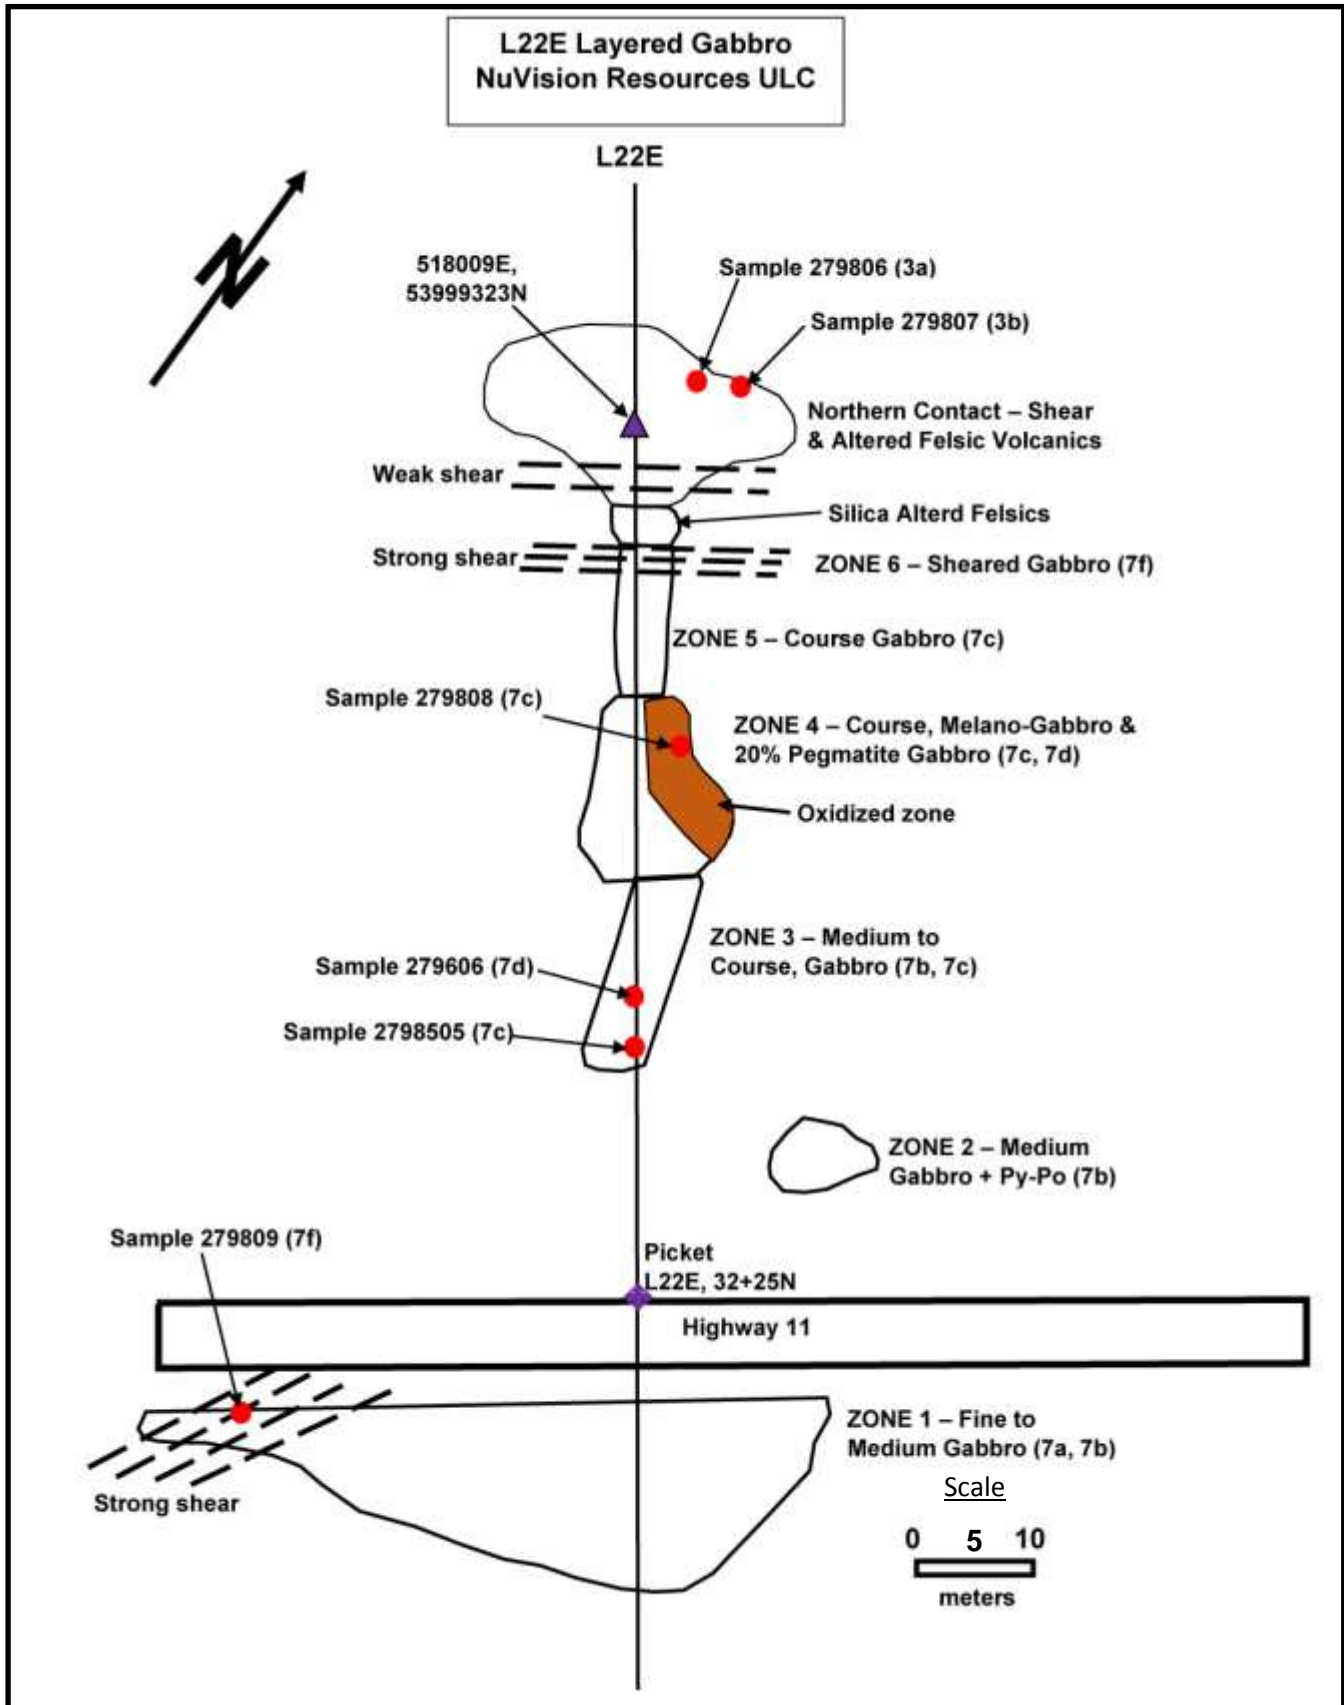 L22E Layered Gabbro
NuVision Resources ULC
L22E
N
518009E,
53999323N
Sample 279806 (3a)
Sample 279807 (3b)
Northern Contact – Shear
& Altered Felsic Volcanics
Weak shear
Silica Alterd Felsics
Strong shear
ZONE 6 – Sheared Gabbro (7f)
ZONE 5 – Course Gabbro (7c)
Sample 279808 (7c)
ZONE 4 – Course, Melano-Gabbro &
20% Pegmatite Gabbro (7c, 7d)
Oxidized zone
ZONE 3 – Medium to
Course, Gabbro (7b, 7c)
Sample 279606 (7d)
Sample 2798505 (7c)
ZONE 2 – Medium
Gabbro + Py-Po (7b)
Sample 279809 (7f)
Picket
L22E, 32+25N
Highway 11
ZONE 1 – Fine to
Medium Gabbro (7a, 7b)
Strong shear
Scale
0 5 10
meters